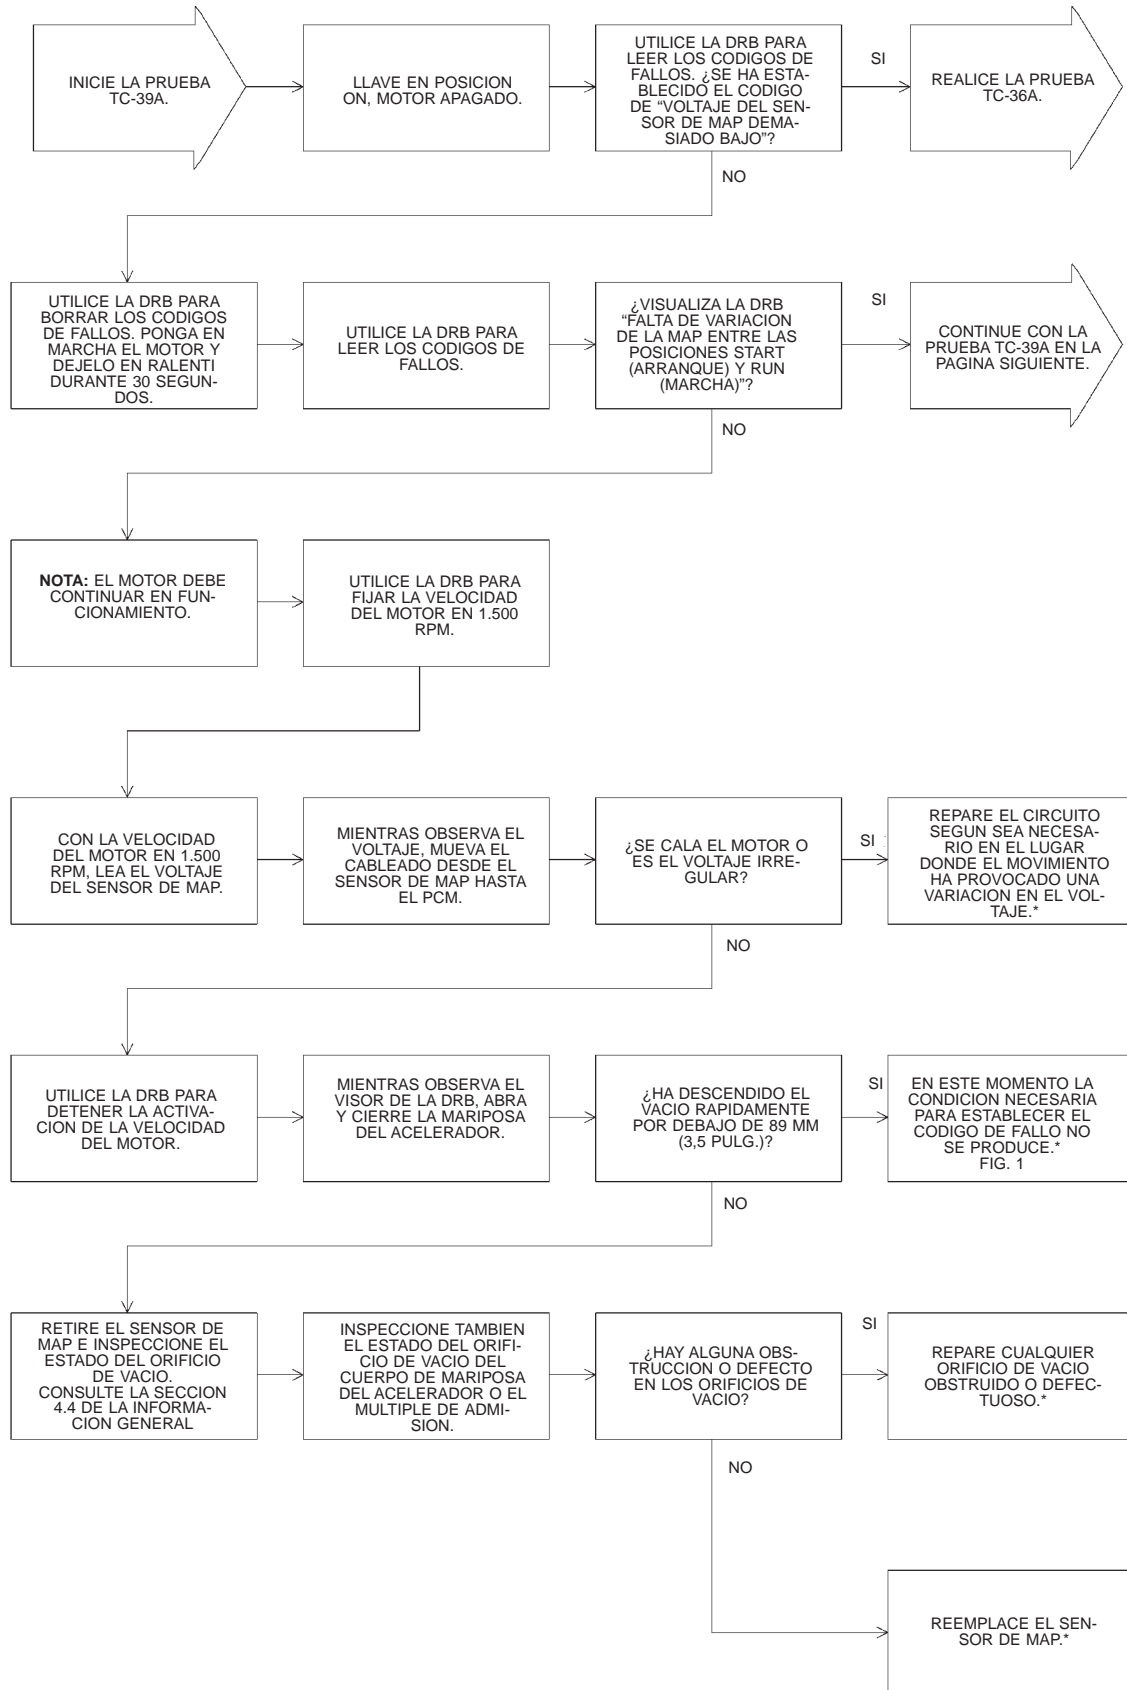 INICIE LA PRUEBA
TC-39A.
LLAVE EN POSICION
ON, MOTOR APAGADO.
UTILICE LA DRB PARA
LEER LOS CODIGOS DE
FALLOS. ¿SE HA ESTA-
BLECIDO EL CODIGO
DE “VOLTAJE DEL SEN-
SOR DE MAP DEMA-
SIADO BAJO”?
SI
REALICE LA PRUEBA
TC-36A.
NO
UTILICE LA DRB PARA
BORRAR LOS CODIGOS
DE FALLOS. PONGA EN
MARCHA EL MOTOR Y
DEJELO EN RALENTI
DURANTE 30 SEGUN-
DOS.
UTILICE LA DRB PARA
LEER LOS CODIGOS DE
FALLOS.
¿VISUALIZA LA DRB
“FALTA DE VARIACION
DE LA MAP ENTRE LAS
POSICIONES START
(ARRANQUE) Y RUN
(MARCHA)”?
SI
CONTINUE CON LA
PRUEBA TC-39A EN LA
PAGINA SIGUIENTE.
NO
NOTA: EL MOTOR DEBE
CONTINUAR EN FUN-
CIONAMIENTO.
UTILICE LA DRB PARA
FIJAR LA VELOCIDAD
DEL MOTOR EN 1.500
RPM.
CON LA VELOCIDAD
DEL MOTOR EN 1.500
RPM, LEA EL VOLTAJE
DEL SENSOR DE MAP.
MIENTRAS OBSERVA EL
VOLTAJE, MUEVA EL
CABLEADO DESDE EL
SENSOR DE MAP HASTA
EL PCM.
¿SE CALA EL MOTOR O
ES EL VOLTAJE IRRE-
GULAR?
SI
REPARE EL CIRCUITO
SEGUN SEA NECESA-
RIO EN EL LUGAR
DONDE EL MOVIMIENTO
HA PROVOCADO UNA
VARIACION EN EL VOL-
TAJE.*
NO
UTILICE LA DRB PARA
DETENER LA ACTIVA-
CION DE LA VELOCIDAD
DEL MOTOR.
MIENTRAS OBSERVA EL
VISOR DE LA DRB, ABRA
Y CIERRE LA MARIPOSA
DEL ACELERADOR.
¿HA DESCENDIDO EL
VACIO RAPIDAMENTE
POR DEBAJO DE 89 MM
(3,5 PULG.)?
SI
EN ESTE MOMENTO LA
CONDICION NECESARIA
PARA ESTABLECER EL
CODIGO DE FALLO NO
SE PRODUCE.*
FIG. 1
NO
RETIRE EL SENSOR DE
MAP E INSPECCIONE EL
ESTADO DEL ORIFICIO
DE VACIO.
CONSULTE LA SECCION
4.4 DE LA INFORMA-
CION GENERAL
INSPECCIONE TAMBIEN
EL ESTADO DEL ORIFI-
CIO DE VACIO DEL
CUERPO DE MARIPOSA
DEL ACELERADOR O EL
MULTIPLE DE ADMI-
SION.
¿HAY ALGUNA OBS-
TRUCCION O DEFECTO
EN LOS ORIFICIOS DE
VACIO?
SI
REPARE CUALQUIER
ORIFICIO DE VACIO
OBSTRUIDO O DEFEC-
TUOSO.*
NO
REEMPLACE EL SEN-
SOR DE MAP.*